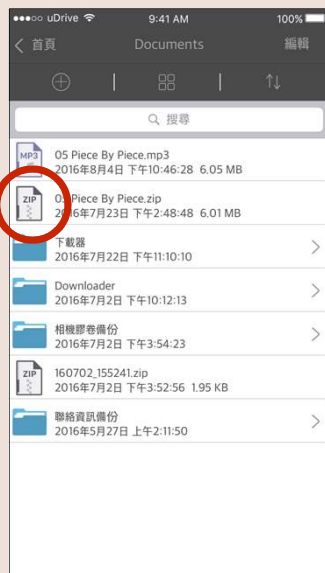 uDrive 9:41 AM 100%
首頁 Documents 編輯
搜尋
MP3
05 Piece By Piece.mp3
2016年8月4日 下午10:46:28 6.05 MB
ZIP
05 Piece By Piece.zip
2016年7月23日 下午2:48:48 6.01 MB
下載器
2016年7月22日 下午11:10:10
Downloader
2016年7月2日 下午10:12:13
相機膠卷備份
2016年7月2日 下午3:54:23
ZIP
160702_155241.zip
2016年7月2日 下午3:52:56 1.95 KB
聯絡資訊備份
2016年5月27日 上午2:11:50